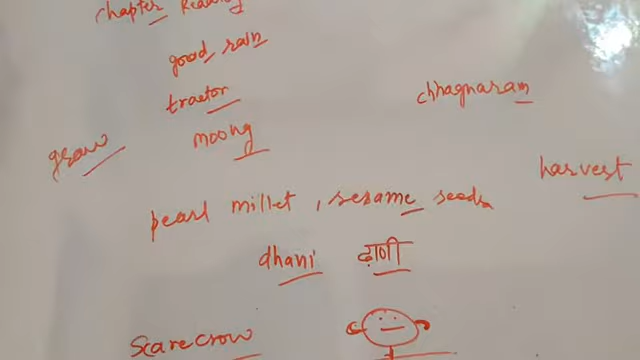 chapter Reading
good rain
tractor
chhagnaram
grow
moong
harvest
pearl millet, sesame seeds
dhani ढ़ाणी
Scarecrow